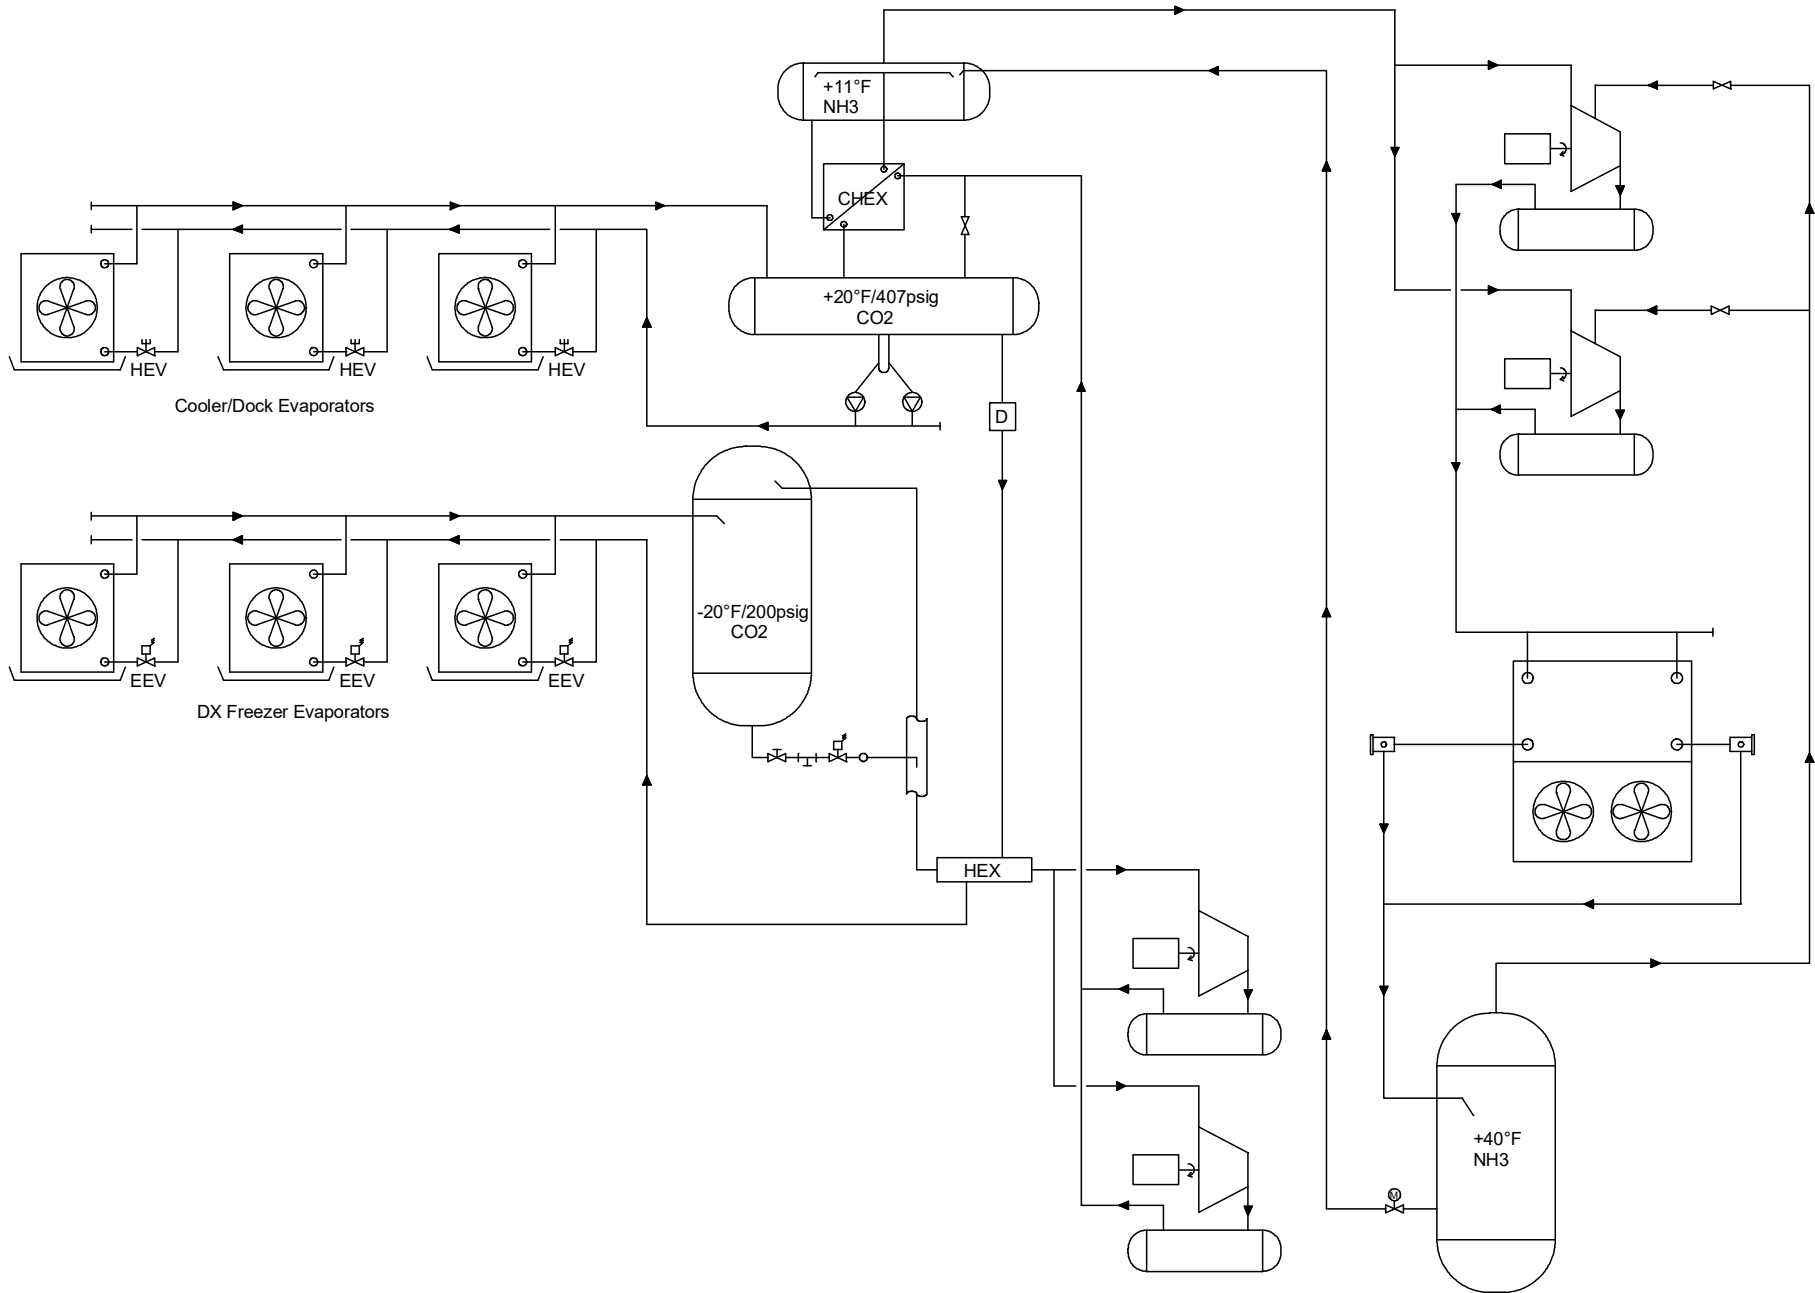 +11°F
NH3
CHEX
+20°F/407psig
CO2
HEV
HEV
HEV
Cooler/Dock Evaporators
D
-20°F/200psig
CO2
EEV
EEV
EEV
DX Freezer Evaporators
HEX
+40°F
NH3
M